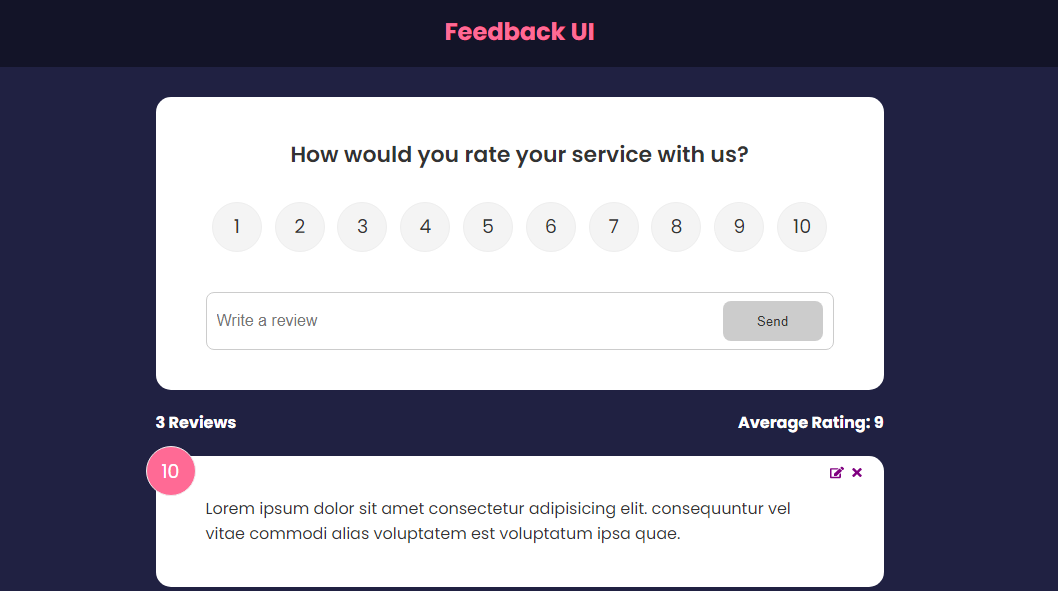 Feedback UI
How would you rate your service with us?
1 2 3 4 5 6 7 8 9 10
Write a review Send
3 Reviews Average Rating: 9
10
Lorem ipsum dolor sit amet consectetur adipisicing elit. consequuntur vel
vitae commodi alias voluptatem est voluptatum ipsa quae.